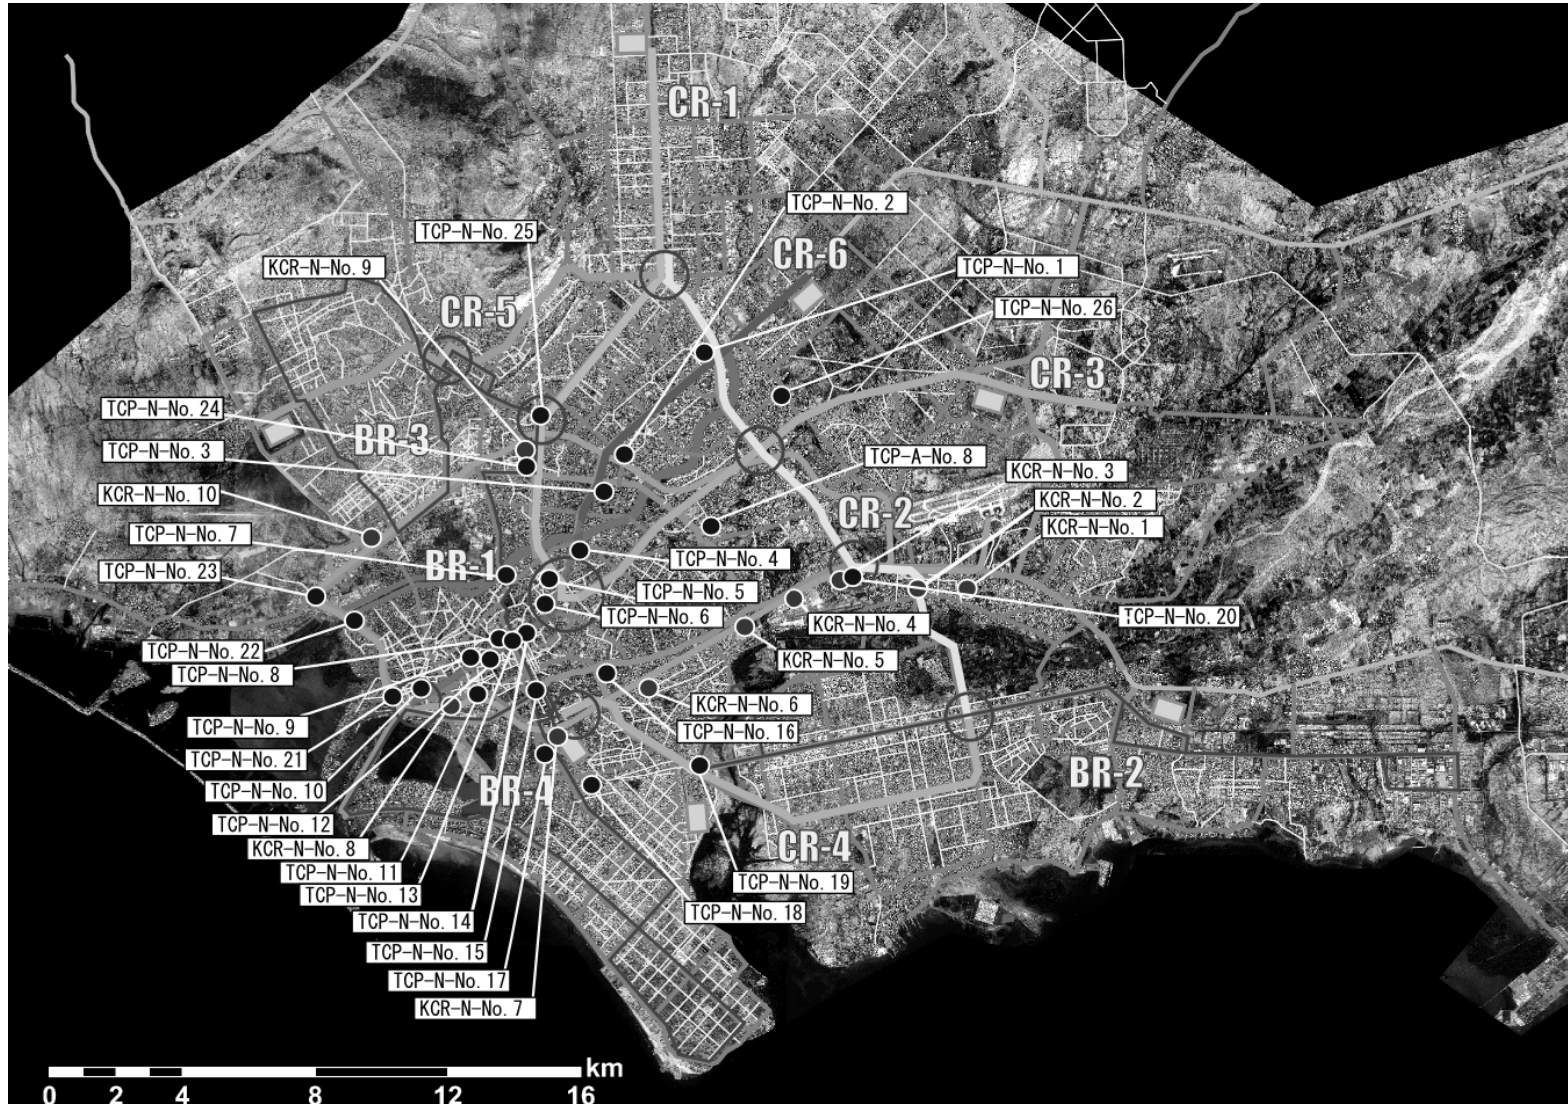 CR-1
TCP-N-No. 2
TCP-N-No. 25
CR-6
KCR-N-No. 9
TCP-N-No. 1
TCP-N-No. 26
CR-5
CR-3
TCP-N-No. 24
BR-3
TCP-N-No. 3
TCP-A-No. 8
KCR-N-No. 3
KCR-N-No. 10
KCR-N-No. 2
CR-2
KCR-N-No. 1
TCP-N-No. 7
TCP-N-No. 4
BR-1
TCP-N-No. 23
TCP-N-No. 5
TCP-N-No. 6
TCP-N-No. 20
KCR-N-No. 4
TCP-N-No. 22
KCR-N-No. 5
TCP-N-No. 8
KCR-N-No. 6
TCP-N-No. 9
TCP-N-No. 16
TCP-N-No. 21
BR-2
TCP-N-No. 10
BR-4
TCP-N-No. 12
KCR-N-No. 8
CR-4
TCP-N-No. 11
TCP-N-No. 19
TCP-N-No. 13
TCP-N-No. 18
TCP-N-No. 14
TCP-N-No. 15
TCP-N-No. 17
KCR-N-No. 7
km
0 2 4 8 12 16